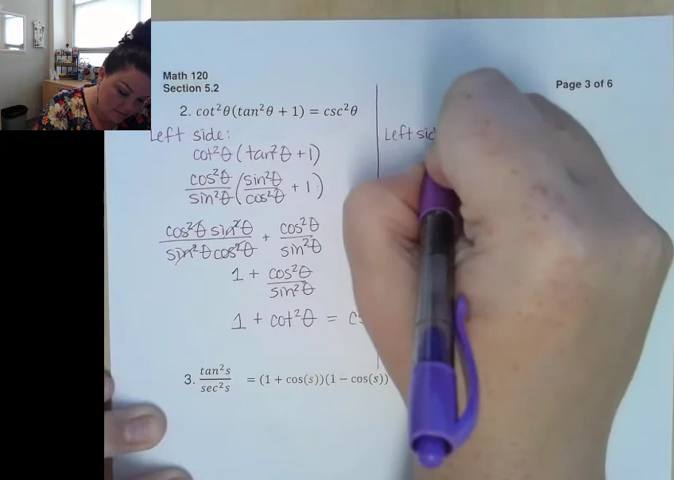 Math 120
Section 5.2
Page 3 of 6
2. cot²θ(tan²θ + 1) = csc²θ
Left side:
cot²θ (tan²θ + 1)
cos²θ/sin²θ (sin²θ/cos²θ + 1)
cos²θ sin²θ/sin²θ cos²θ + cos²θ/sin²θ
1 + cos²θ/sin²θ
1 + cot²θ =
Left
3. tan²s/sec²s = (1 + cos(s))(1 − cos(s))